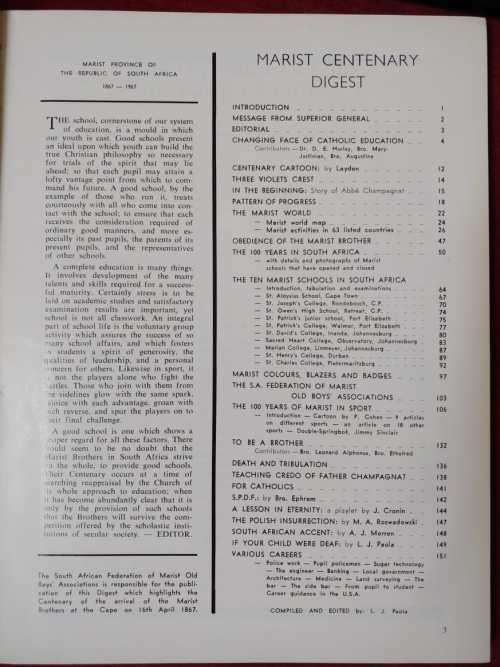 MARIST PROVINCE OF
THE REPUBLIC OF SOUTH AFRICA
1867 — 1967
THE school, cornerstone of our system
of education, is a mould in which
our youth is cast. Good schools present
an ideal upon which youth can build the
true Christian philosophy so necessary
for trials of the spirit that may lie
ahead; so that each pupil may attain a
lofty vantage point from which to com-
mand his future. A good school, by the
example of those who run it, treats
courteously with all who come into con-
tact with the school; to ensure that each
receives the consideration required of
ordinary good manners, and more es-
pecially its past pupils, the parents of its
present pupils, and the representatives
of other schools.
A complete education is many things.
It involves development of the many
talents and skills required for a success-
ful maturity. Certainly stress is to be
laid on academic studies and satisfactory
examination results are important, yet
school is not all classwork. An integral
part of school life is the voluntary group
activity which ensures the success of so
many school affairs, and which fosters
in students a spirit of generosity, the
qualities of leadership, and a personal
concern for others. Likewise in sport, it
is not the players alone who fight the
battles. Those who join with them from
the sidelines glow with the same spark,
rejoice with each advantage, groan with
each reverse, and spur the players on to
their final challenge.
A good school is one which shows a
proper regard for all these factors. There
would seem to be no doubt that the
Marist Brothers in South Africa strive
on the whole, to provide good schools.
Their Centenary occurs at a time of
searching reappraisal by the Church of
its whole approach to education; when
it has become abundantly clear that it is
only by the provision of such schools
that the Brothers will survive the com-
petition offered by the scholastic insti-
tutions of secular society. — EDITOR.
The South African Federation of Marist Old
Boys' Associations is responsible for the publi-
cation of this Digest which highlights the
Centenary of the arrival of the Marist
Brothers at the Cape on 16th April 1867.
MARIST CENTENARY
DIGEST
INTRODUCTION 1
MESSAGE FROM SUPERIOR GENERAL 2
EDITORIAL 3
CHANGING FACE OF CATHOLIC EDUCATION 4
Contributors — Dr. D. E. Hurley, Bro. Mary-
Justinian, Bro. Augustine
CENTENARY CARTOON: by Leyden 12
THREE VIOLETS CREST 14
IN THE BEGINNING: Story of Abbé Champagnat 15
PATTERN OF PROGRESS 18
THE MARIST WORLD 22
— Marist world map 24
— Marist activities in 63 listed countries 26
OBEDIENCE OF THE MARIST BROTHER 47
THE 100 YEARS IN SOUTH AFRICA 50
— with details and photographs of Marist
schools that have opened and closed
THE TEN MARIST SCHOOLS IN SOUTH AFRICA
— Introduction, tabulation and examinations 64
— St. Aloysius School, Cape Town 67
— St. Joseph's College, Rondebosch, C.P. 70
— St. Owen's High School, Retreat, C.P. 74
— St. Patrick's junior school, Port Elizabeth 75
— St. Patrick's College, Walmer, Port Elizabeth 77
— St. David's College, Inanda, Johannesburg 80
— Sacred Heart College, Observatory, Johannesburg 83
— Marian College, Linmeyer, Johannesburg 87
— St. Henry's College, Durban 89
— St. Charles College, Pietermaritzburg 92
MARIST COLOURS, BLAZERS AND BADGES 97
THE S.A. FEDERATION OF MARIST
OLD BOYS' ASSOCIATIONS 103
THE 100 YEARS OF MARIST IN SPORT 106
— Introduction — Cartoon by P. Cohen — 9 articles
on different sports — an article on 18 other
sports — Double-Springbok, Jimmy Sinclair
TO BE A BROTHER 132
Contributors — Bro. Leonard Alphonse, Bro. Ethelred
DEATH AND TRIBULATION 136
TEACHING CREDO OF FATHER CHAMPAGNAT 138
FOR CATHOLICS 141
S.P.D.F.: by Bro. Ephrem 142
A LESSON IN ETERNITY: a playlet by J. Cronin 144
THE POLISH INSURRECTION: by M. A. Rozwadowski 147
SOUTH AFRICAN ACCENT: by A. J. Merren 148
IF YOUR CHILD WERE DEAF: by L. J. Paola 149
VARIOUS CAREERS 151
— Police work — Pupil policemen — Super technology
— The engineer — Banking — Local government —
Architecture — Medicine — Land surveying — The
bar — The side bar — From pupil to student —
Career guidance in the U.S.A.
COMPILED AND EDITED by: L. J. Paola